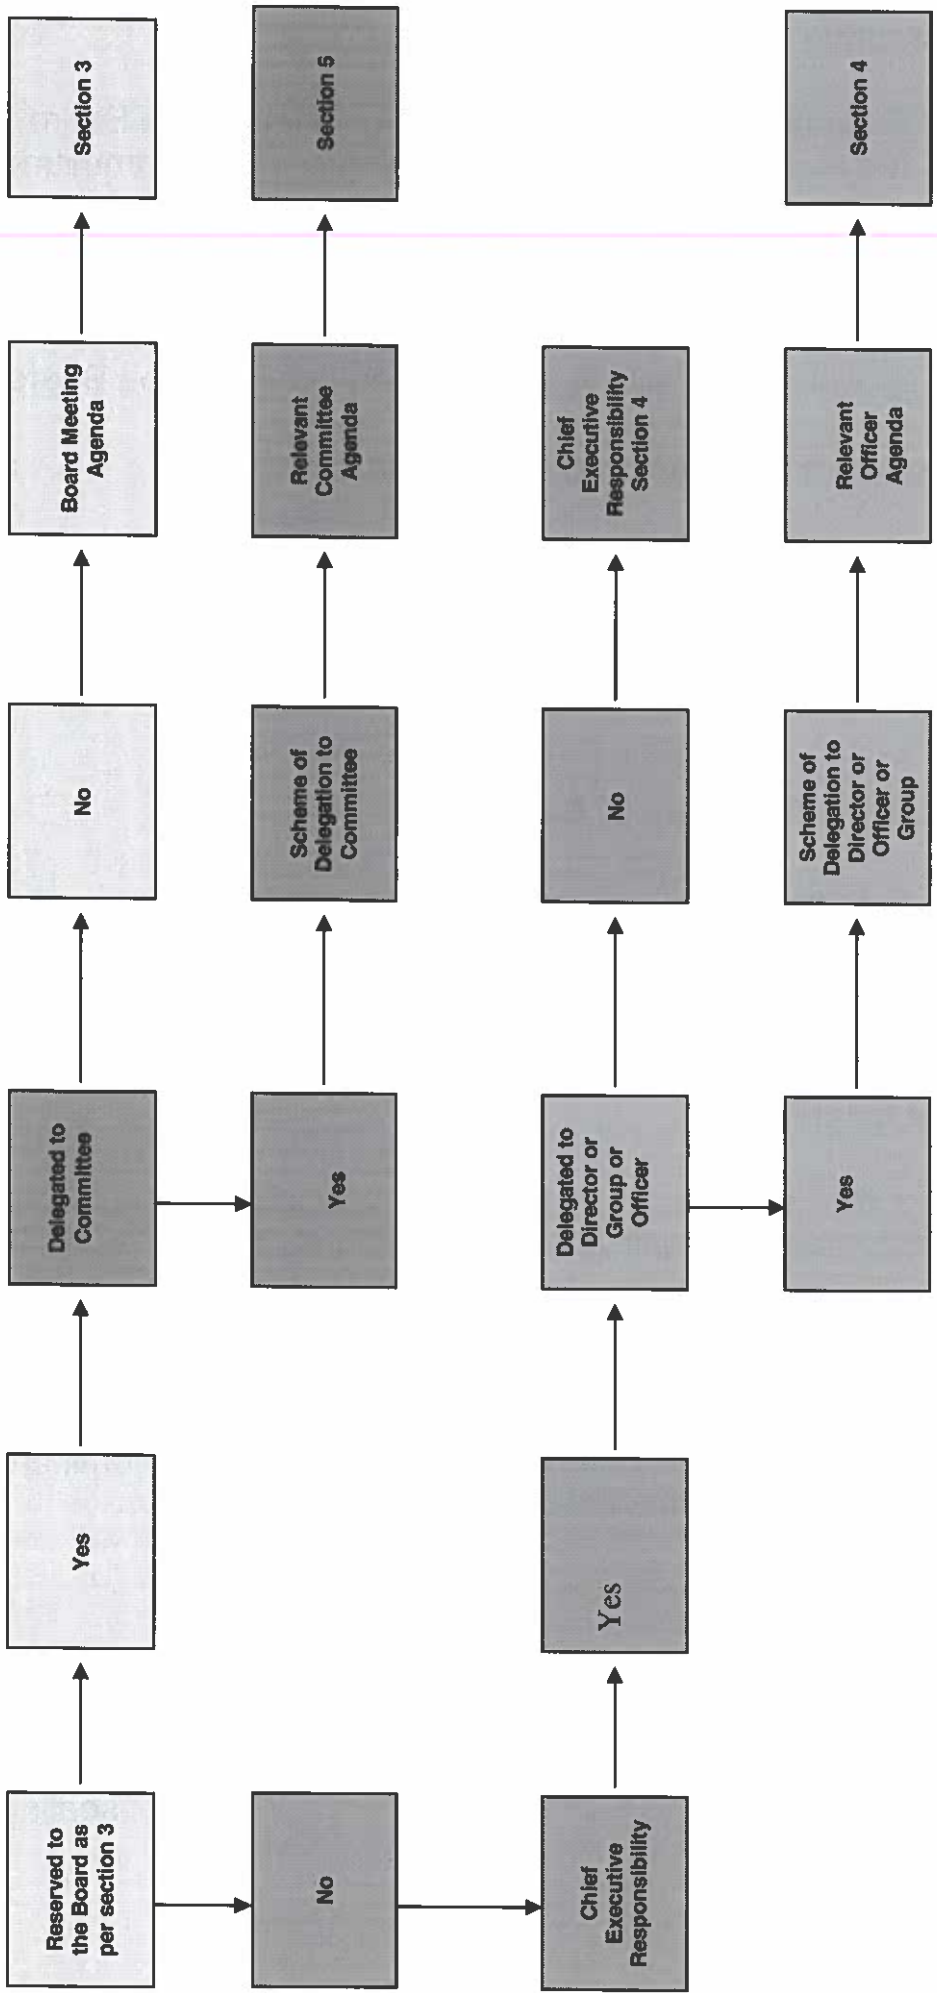 Reserved to
the Board as
per section 3
Yes
Delegated to
Committee
No
Board Meeting
Agenda
Section 3
No
Yes
Scheme of
Delegation to
Committee
Relevant
Committee
Agenda
Section 5
Chief
Executive
Responsibility
Yes
Delegated to
Director or
Group or
Officer
No
Chief
Executive
Responsibility
Section 4
Yes
Scheme of
Delegation to
Director or
Officer or
Group
Relevant
Officer
Agenda
Section 4